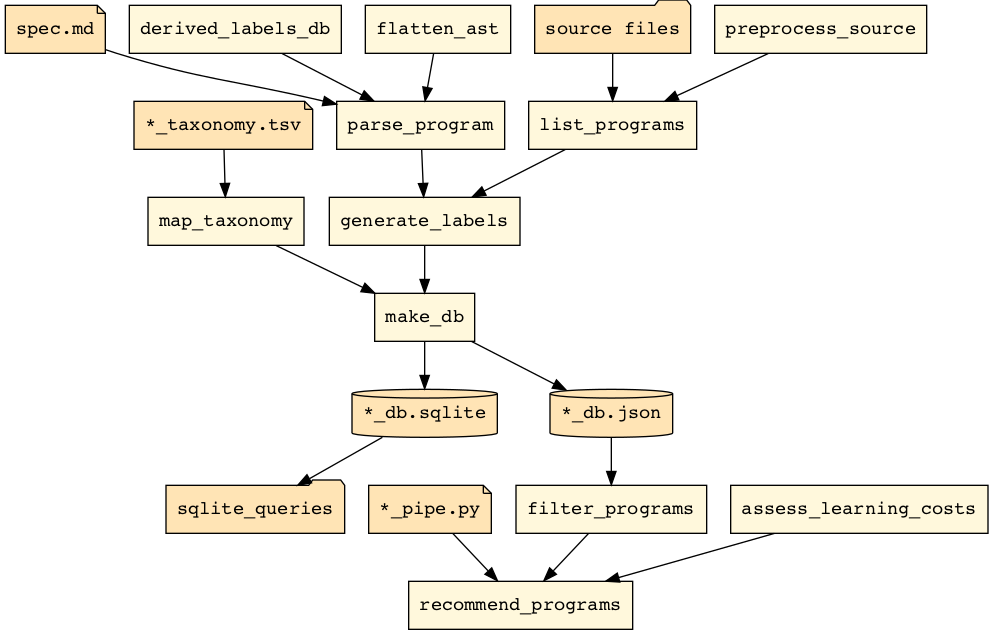 spec.md
derived_labels_db
flatten_ast
source files
preprocess_source
*_taxonomy.tsv
parse_program
list_programs
map_taxonomy
generate_labels
make_db
*_db.sqlite
*_db.json
sqlite_queries
*_pipe.py
filter_programs
assess_learning_costs
recommend_programs